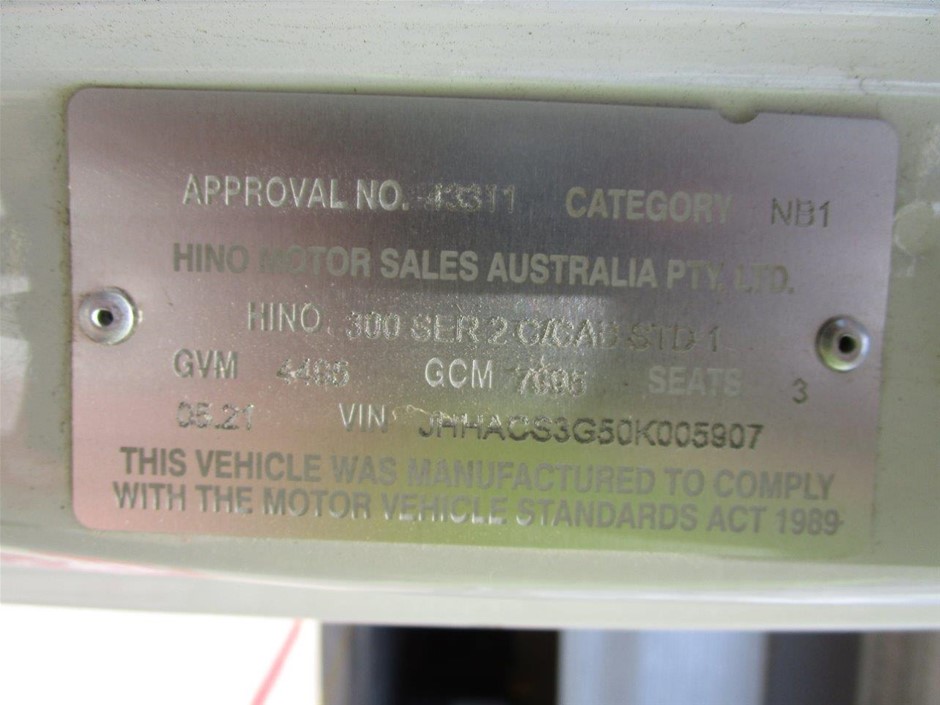 APPROVAL NO. 43311 CATEGORY NB1
HINO MOTOR SALES AUSTRALIA PTY. LTD.
HINO 300 SER 2 C/CAB STD 1
GVM 4495 GCM 7995 SEATS 3
05.21 VIN JHHACS3G50K005907
THIS VEHICLE WAS MANUFACTURED TO COMPLY
WITH THE MOTOR VEHICLE STANDARDS ACT 1989